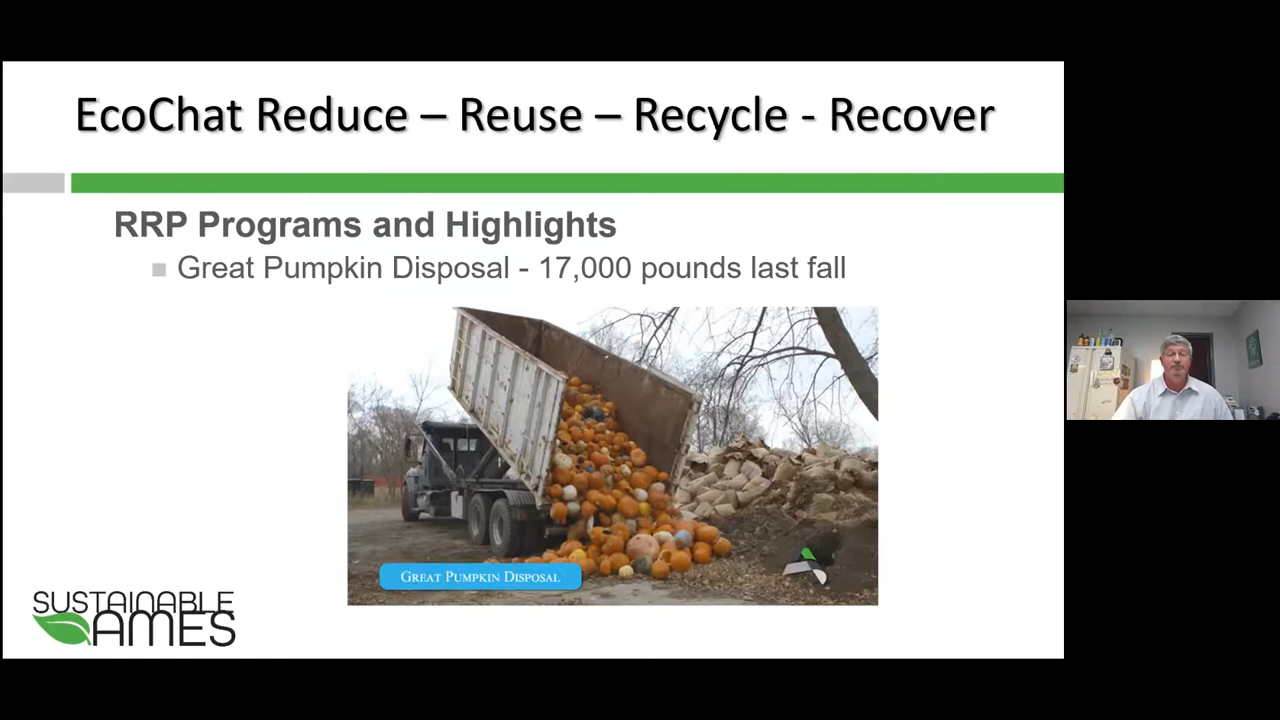 EcoChat Reduce – Reuse – Recycle - Recover
RRP Programs and Highlights
Great Pumpkin Disposal - 17,000 pounds last fall
GREAT PUMPKIN DISPOSAL
SUSTAINABLE
AMES